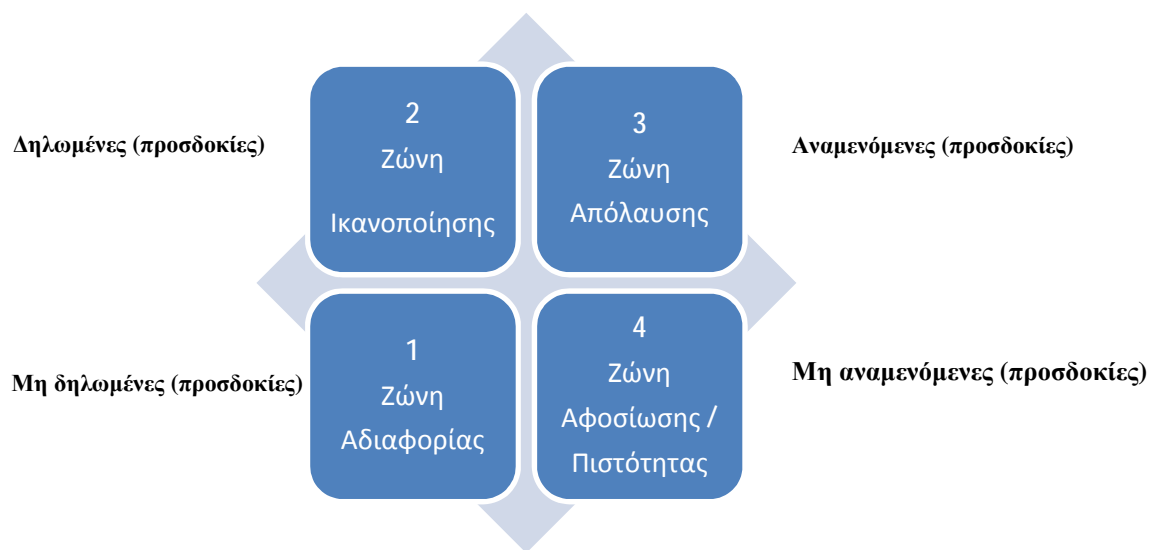 Δηλωμένες (προσδοκίες)
2
Ζώνη
Ικανοποίησης
3
Ζώνη
Απόλαυσης
Αναμενόμενες (προσδοκίες)
Μη δηλωμένες (προσδοκίες)
1
Ζώνη
Αδιαφορίας
4
Ζώνη
Αφοσίωσης /
Πιστότητας
Μη αναμενόμενες (προσδοκίες)